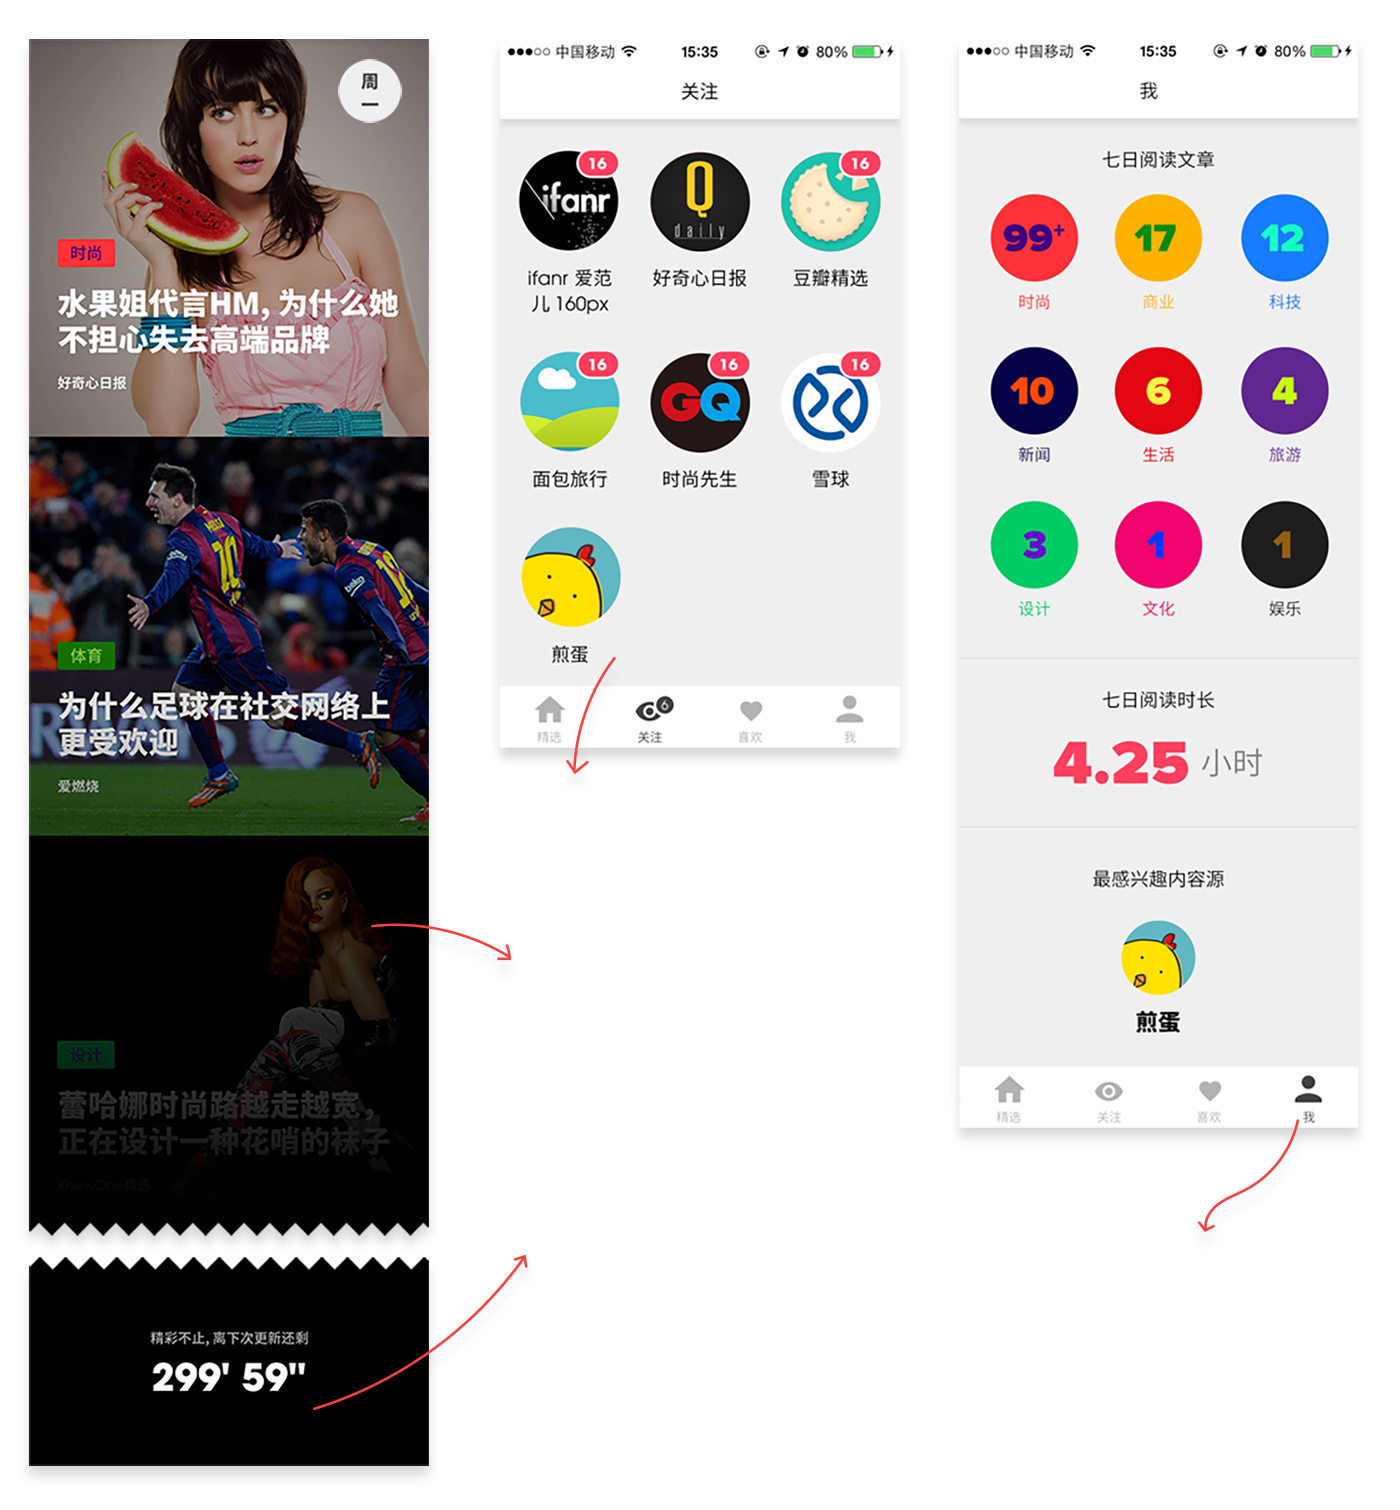 周
一
时尚
水果姐代言HM, 为什么她
不担心失去高端品牌
好奇心日报
体育
为什么足球在社交网络上
更受欢迎
爱燃烧
设计
蕾哈娜时尚路越走越宽，
正在设计一种花哨的袜子
KnewOne精选
精彩不止, 离下次更新还剩
299' 59"
中国移动 15:35 80%
关注
16
ifanr
Q
daily
16
ifanr 爱范
儿 160px
好奇心日报
豆瓣精选
16
16
GQ
16
面包旅行
时尚先生
雪球
煎蛋
6
精选
关注
喜欢
我
中国移动 15:35 80%
我
七日阅读文章
99+
17
12
时尚
商业
科技
10
6
4
新闻
生活
旅游
3
1
1
设计
文化
娱乐
七日阅读时长
4.25 小时
最感兴趣内容源
煎蛋
精选
关注
喜欢
我